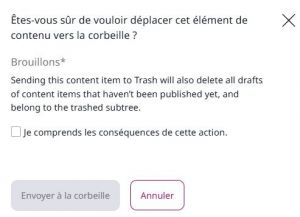 Êtes-vous sûr de vouloir déplacer cet élément de
contenu vers la corbeille ?
Brouillons*
Sending this content item to Trash will also delete all drafts
of content items that haven't been published yet, and
belong to the trashed subtree.
Je comprends les conséquences de cette action.
Envoyer à la corbeille
Annuler